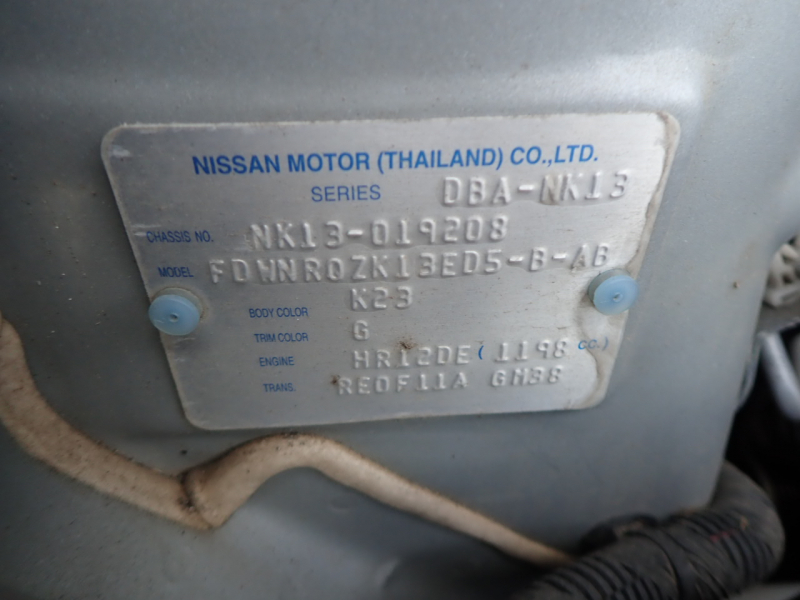 NISSAN MOTOR (THAILAND) CO.,LTD.
SERIES DBA-NK13
CHASSIS NO. NK13-019208
MODEL FDWNRQZK13ED5-B-AB
BODY COLOR K23
TRIM COLOR G
ENGINE HR12DE ( 1198 CC.)
TRANS. RE0F11A GM38